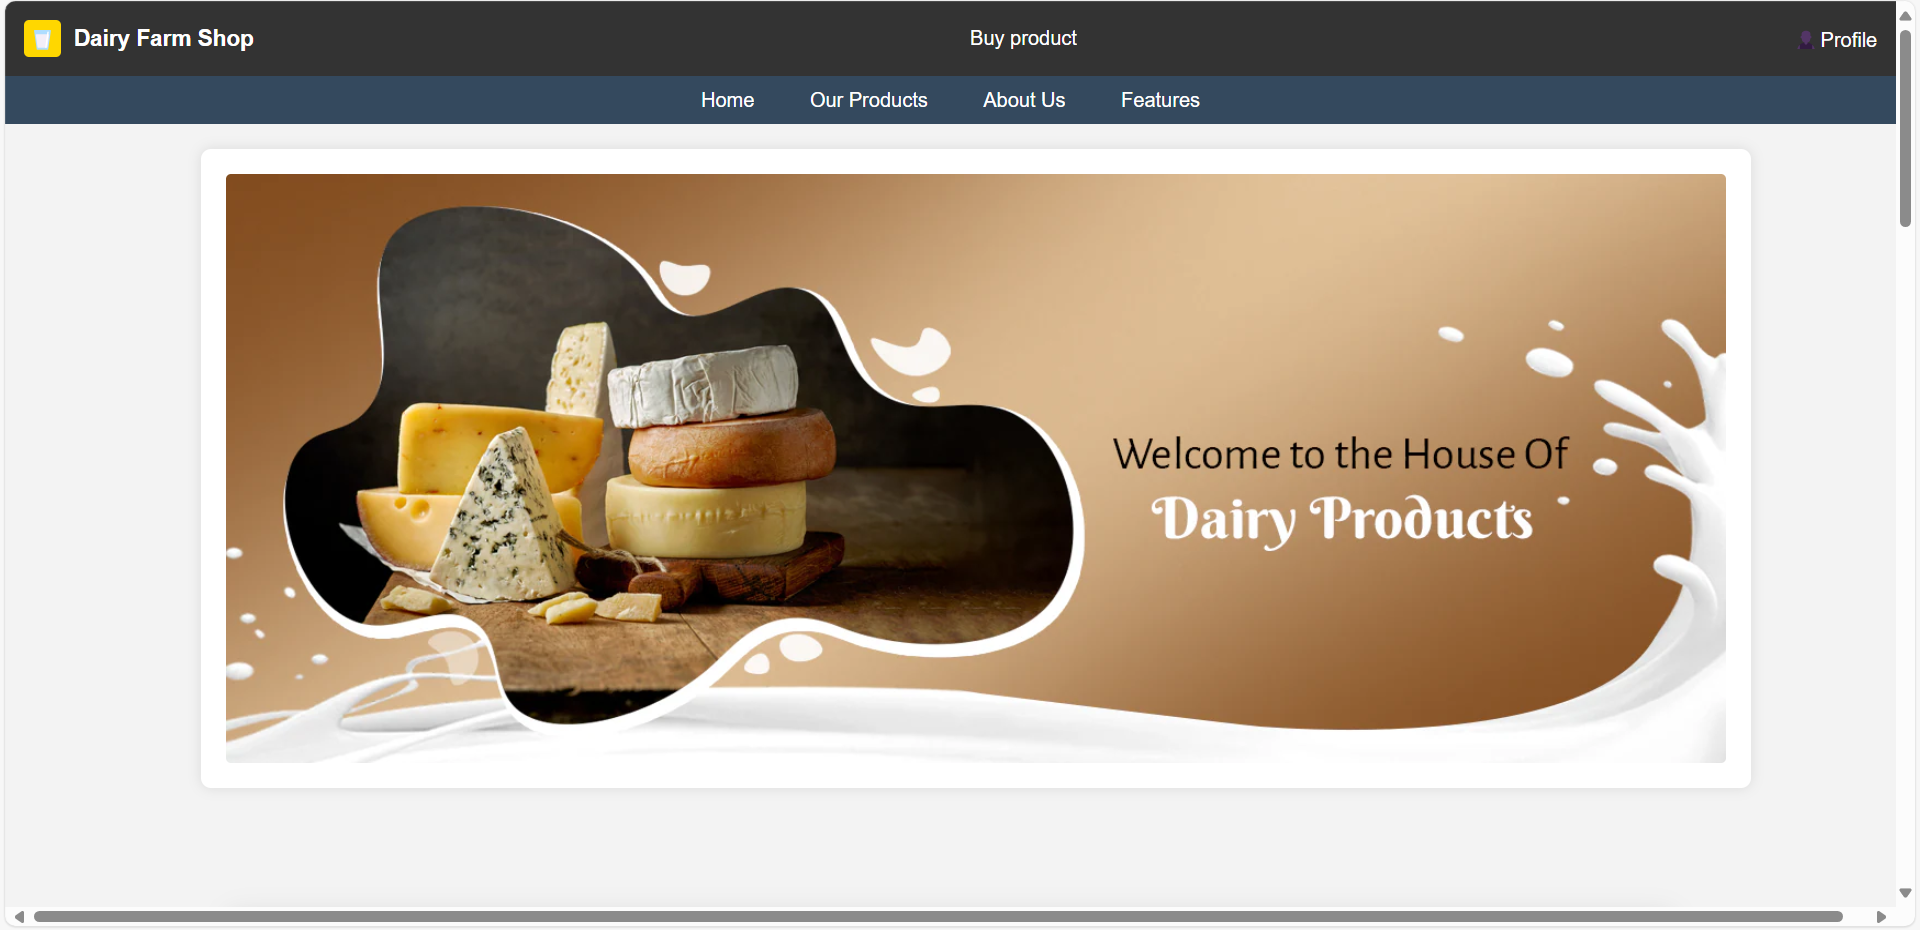 Dairy Farm Shop
Buy product
Profile
Home
Our Products
About Us
Features
Welcome to the House Of
Dairy Products